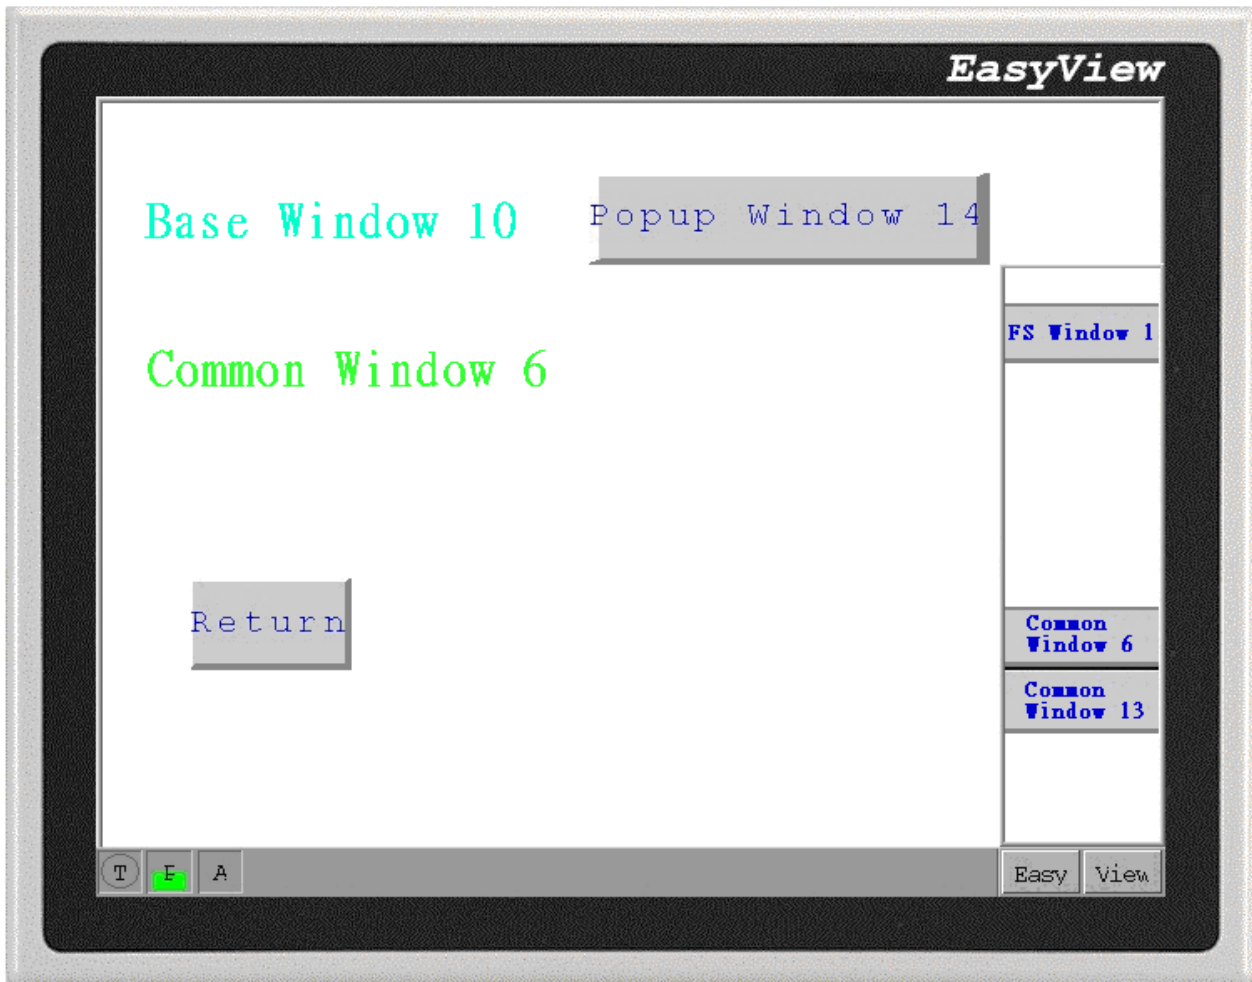 EasyView
Base Window 10
Popup Window 14
FS Window 1
Common Window 6
Return
Common
Window 6
Common
Window 13
T
A
Easy
View